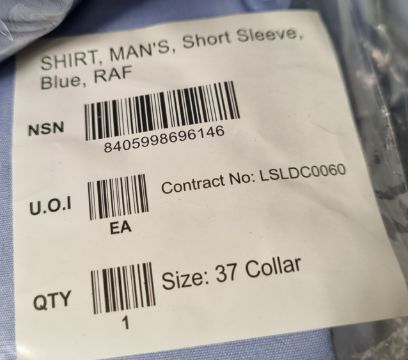 SHIRT, MAN'S, Short Sleeve,
Blue, RAF
NSN
8405998696146
U.O.I
EA
Contract No: LSLDC0060
QTY
1
Size: 37 Collar